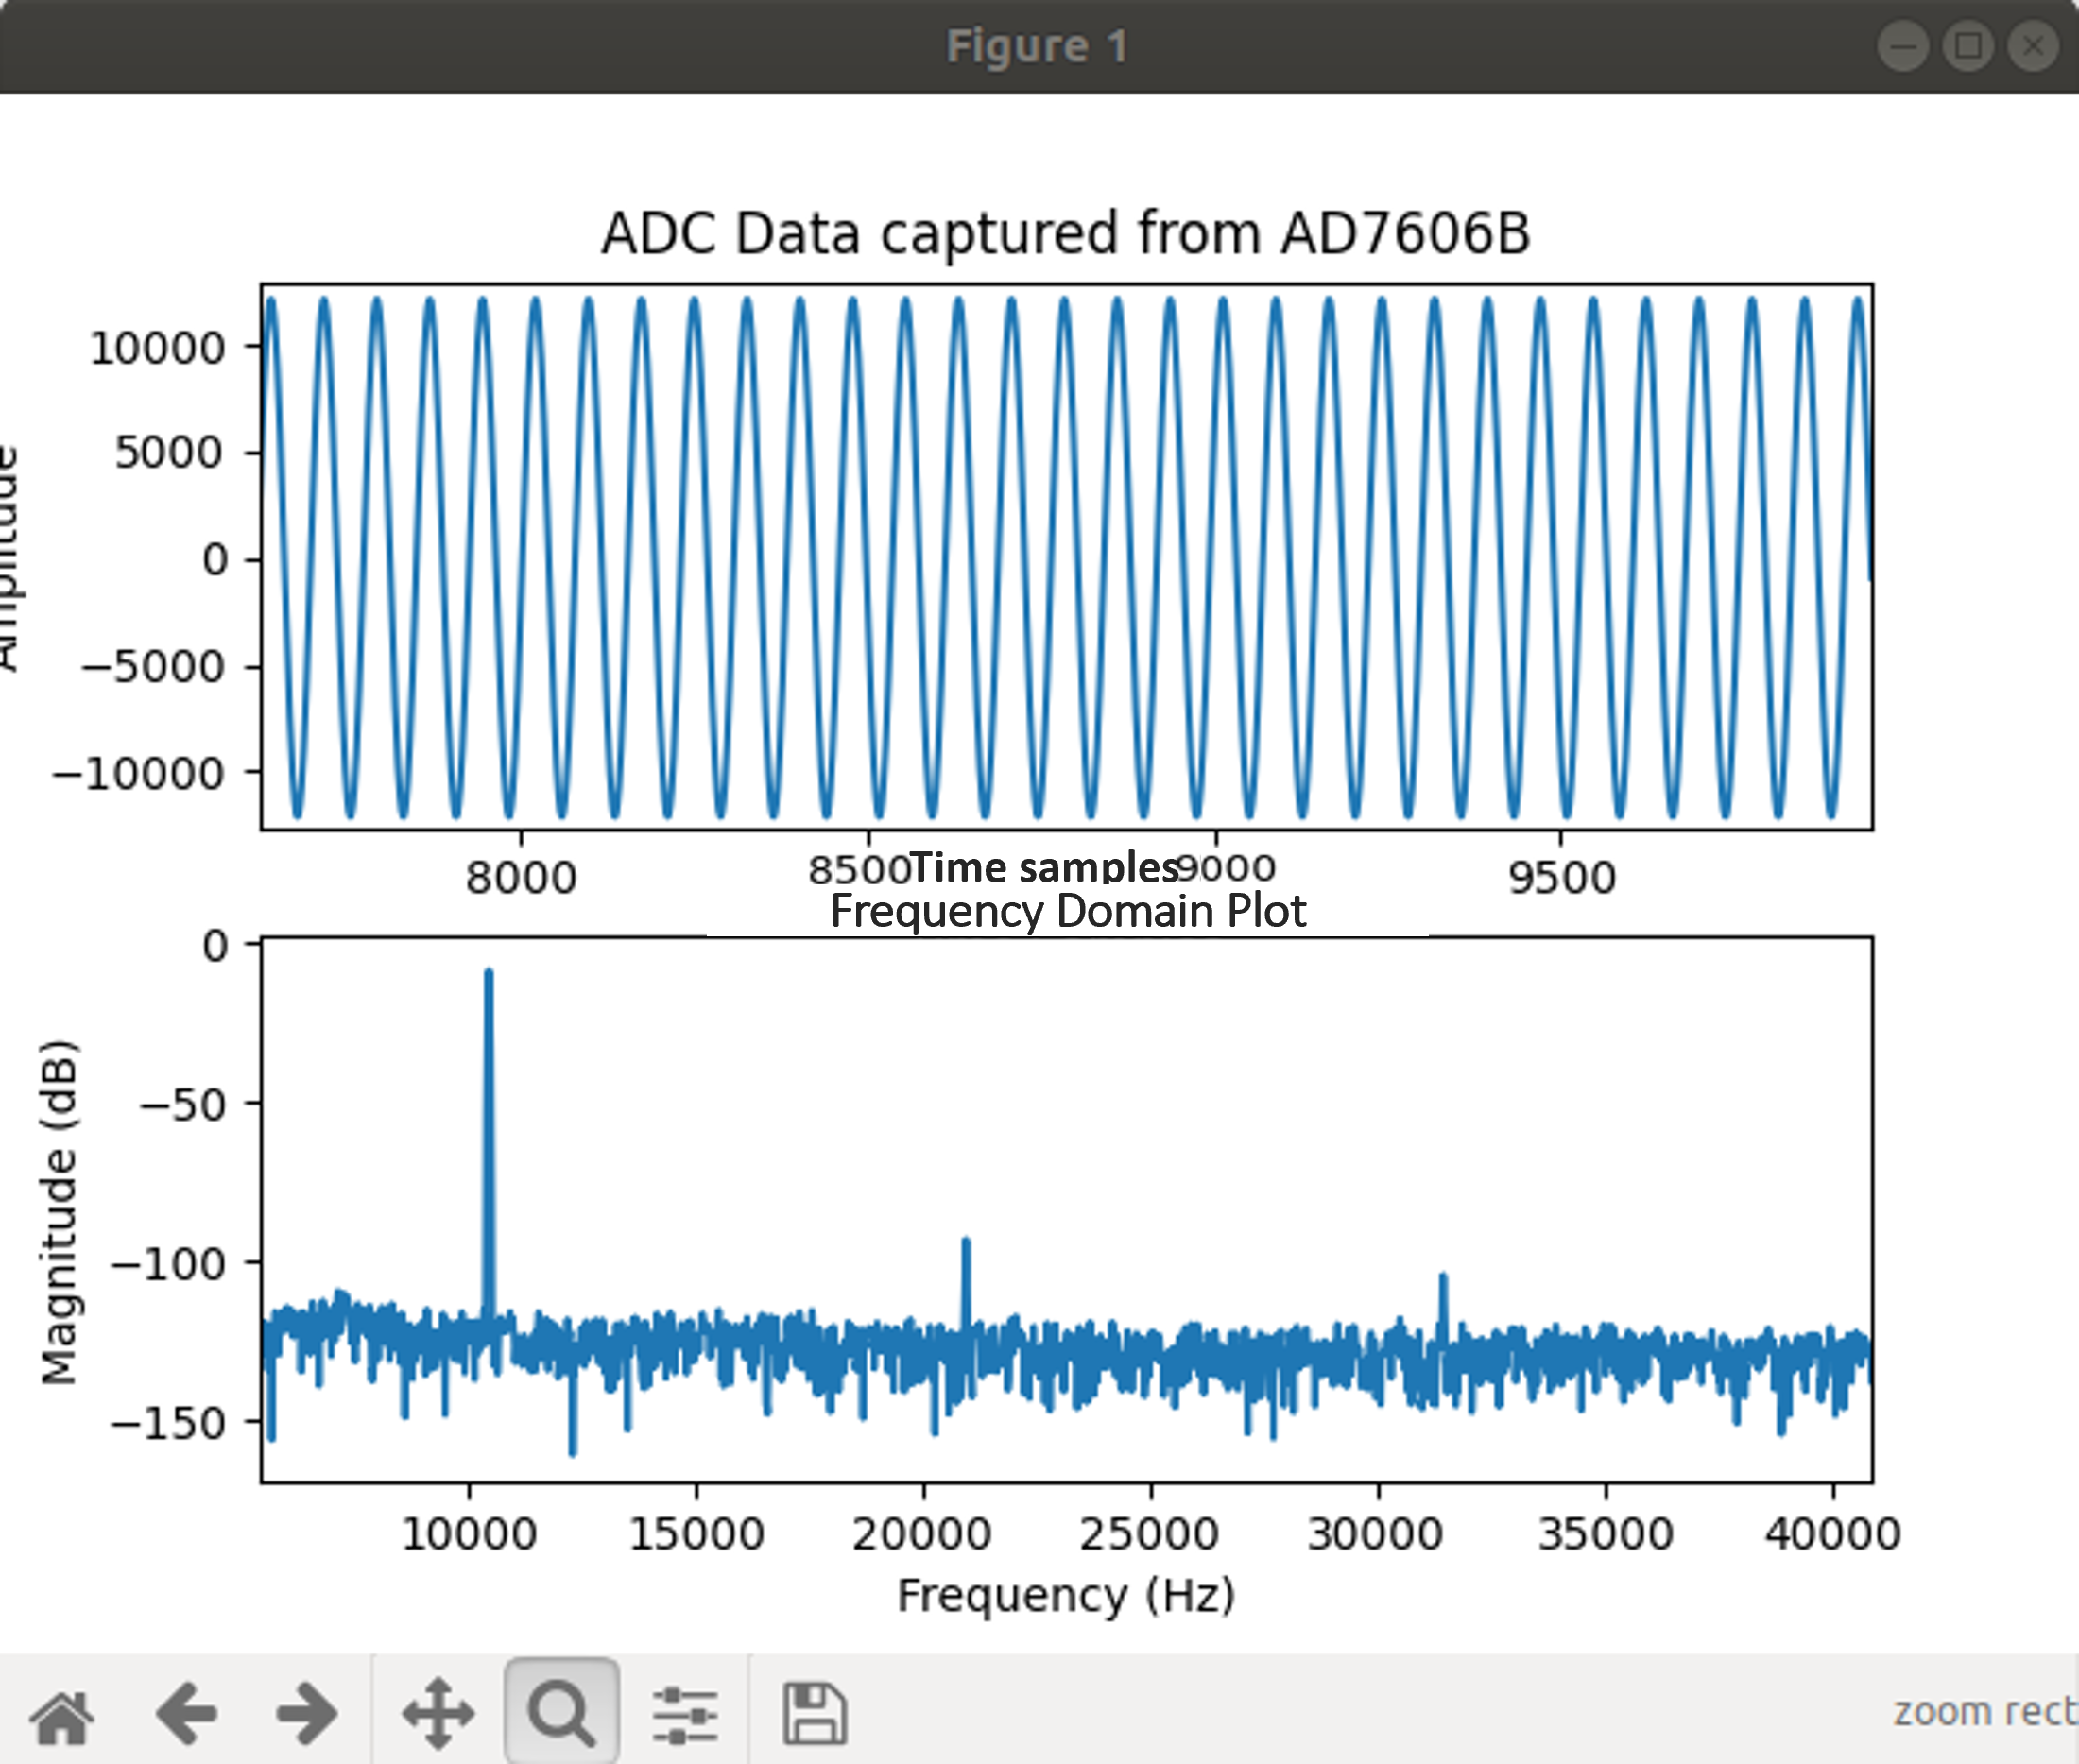 Figure 1
ADC Data captured from AD7606B
10000
5000
0
−5000
−10000
Amplitude
8000 8500 9000 9500
Time samples
Frequency Domain Plot
0
−50
−100
−150
Magnitude (dB)
10000 15000 20000 25000 30000 35000 40000
Frequency (Hz)
zoom rect